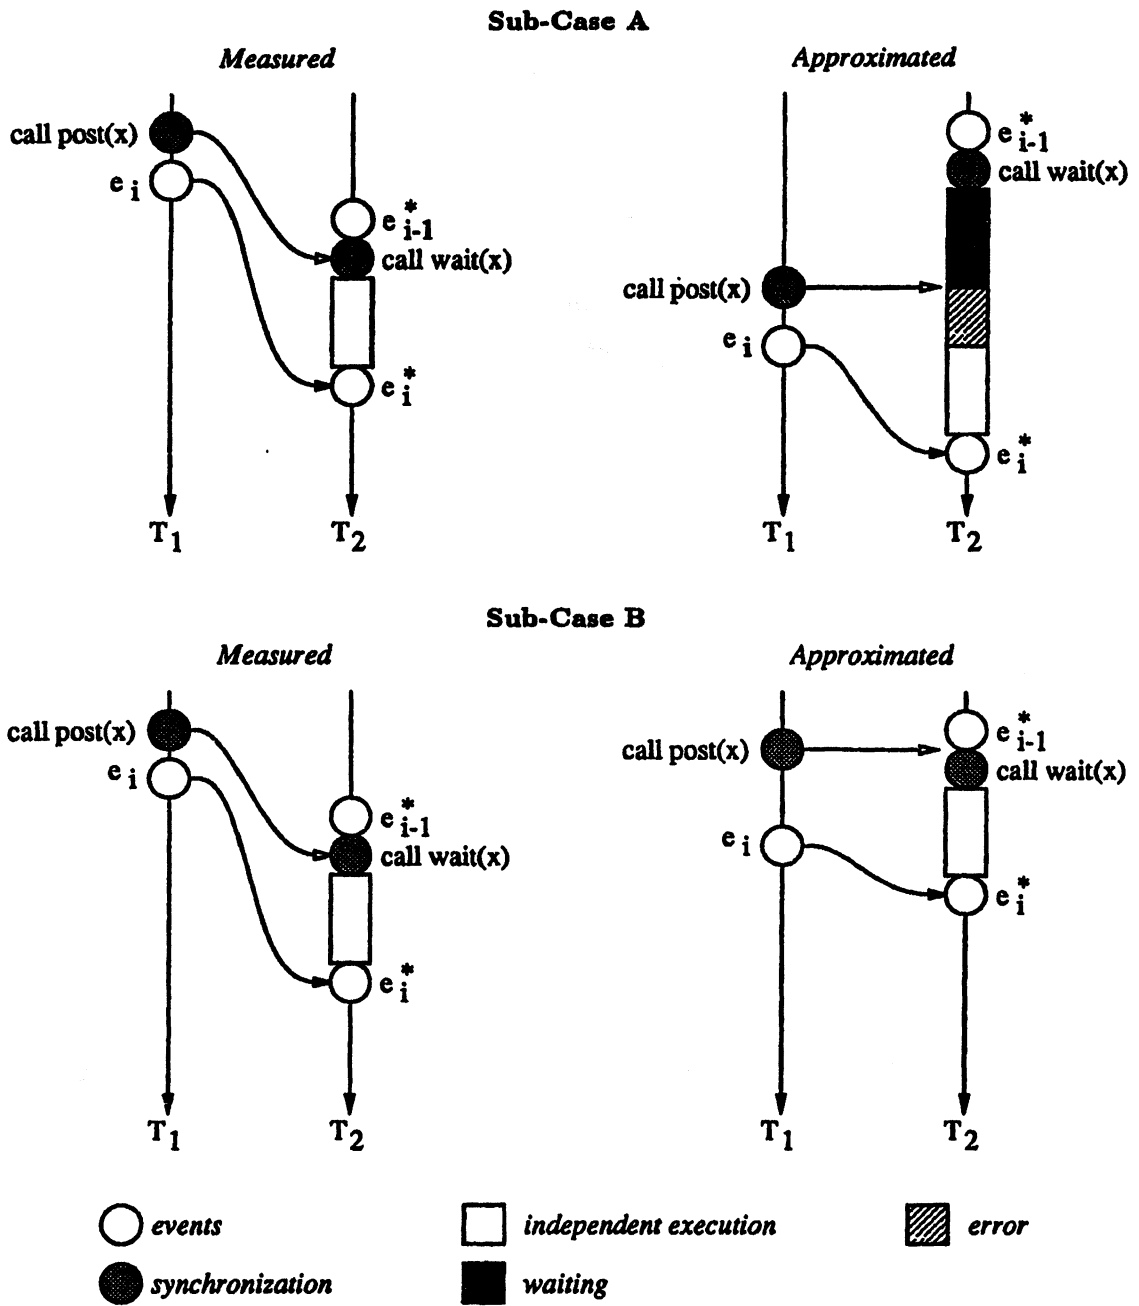 Sub-Case A
Measured
Approximated
call post(x)
e i
e * i-1
call wait(x)
e i *
T1
T2
e * i-1
call wait(x)
call post(x)
e i
e i *
T1
T2
Sub-Case B
Measured
Approximated
call post(x)
e i
e * i-1
call wait(x)
e i *
T1
T2
call post(x)
e * i-1
call wait(x)
e i
e i *
T1
T2
events
independent execution
error
synchronization
waiting